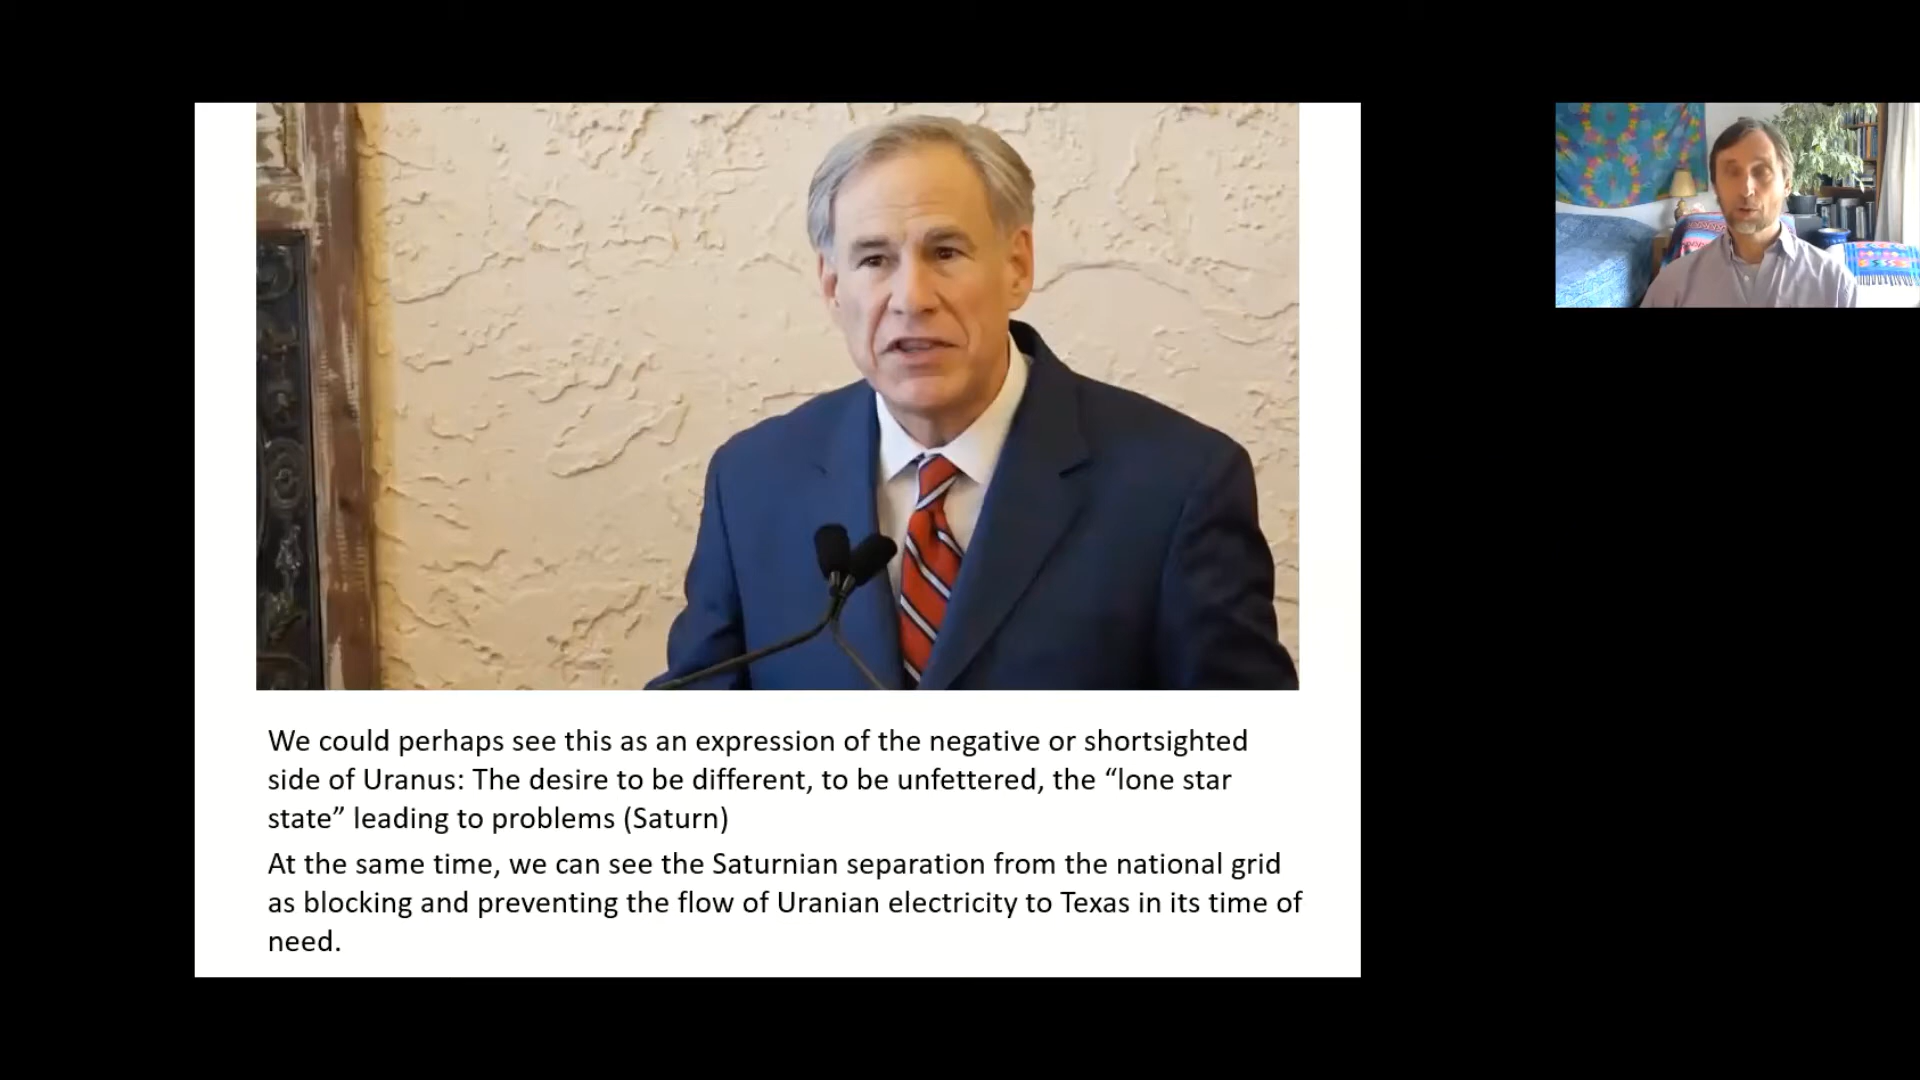 We could perhaps see this as an expression of the negative or shortsighted
side of Uranus: The desire to be different, to be unfettered, the “lone star
state” leading to problems (Saturn)
At the same time, we can see the Saturnian separation from the national grid
as blocking and preventing the flow of Uranian electricity to Texas in its time of
need.